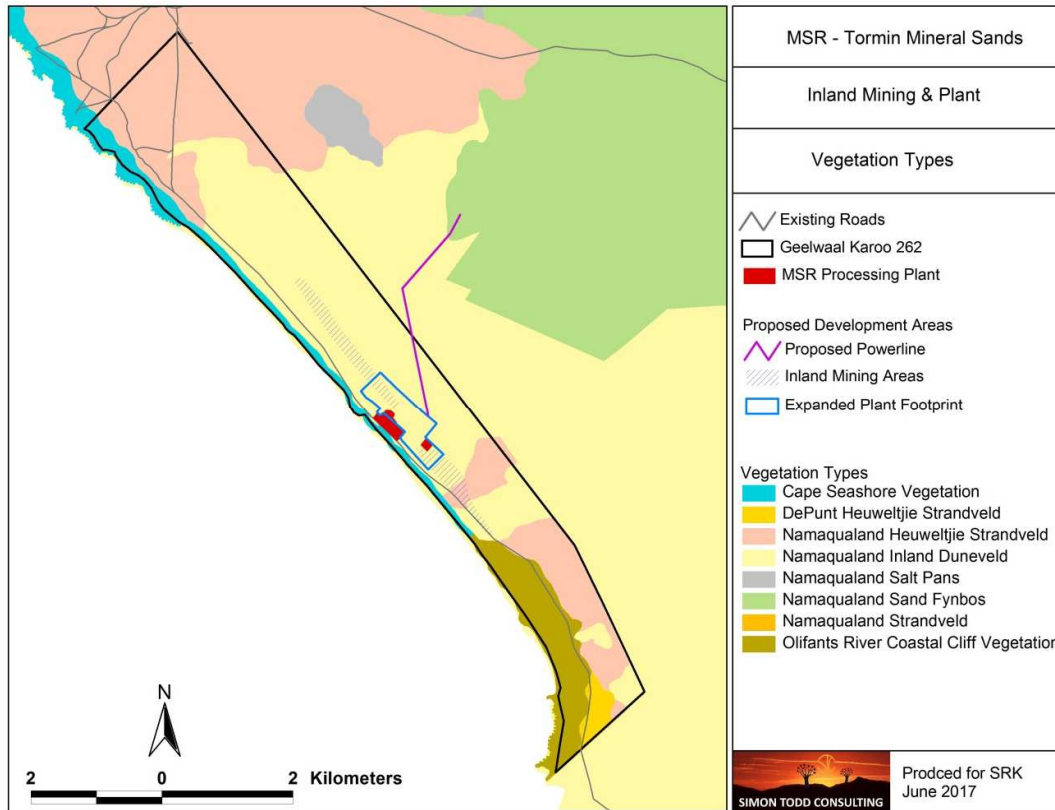 MSR - Tormin Mineral Sands
Inland Mining & Plant
Vegetation Types
Existing Roads
Geelwaal Karoo 262
MSR Processing Plant
Proposed Development Areas
Proposed Powerline
Inland Mining Areas
Expanded Plant Footprint
Vegetation Types
Cape Seashore Vegetation
DePunt Heuweltjie Strandveld
Namaqualand Heuweltjie Strandveld
Namaqualand Inland Duneveld
Namaqualand Salt Pans
Namaqualand Sand Fynbos
Namaqualand Strandveld
Olifants River Coastal Cliff Vegetation
N
2 0 2 Kilometers
SIMON TODD CONSULTING
Prodced for SRK
June 2017